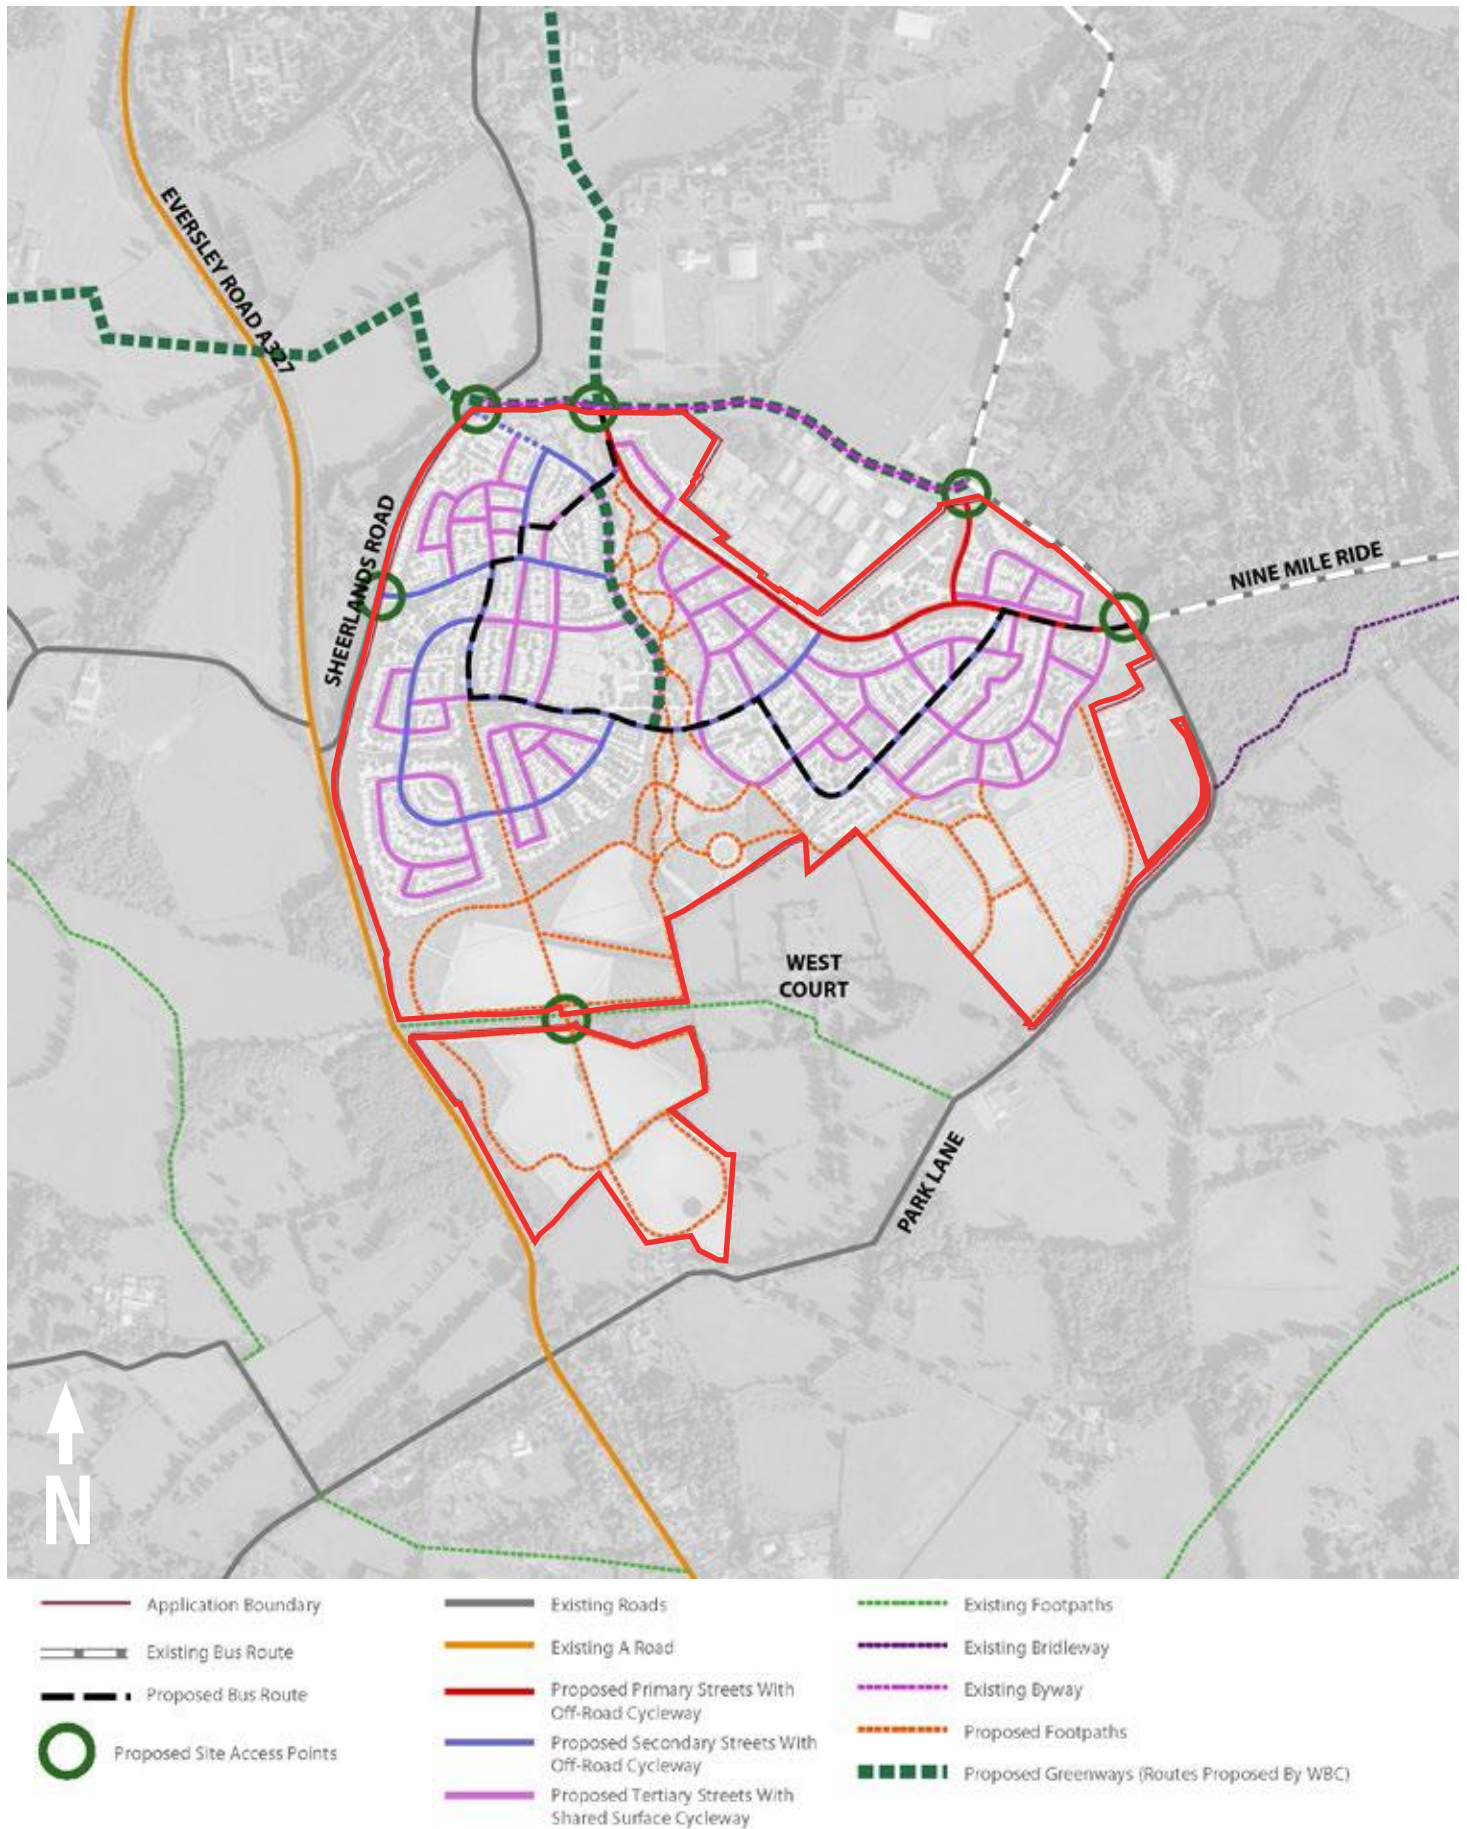 EVERSLEY ROAD A327
SHEERLANDS ROAD
NINE MILE RIDE
WEST
COURT
PARK LANE
N
Application Boundary
Existing Bus Route
Proposed Bus Route
Proposed Site Access Points
Existing Roads
Existing A Road
Proposed Primary Streets With
Off-Road Cycleway
Proposed Secondary Streets With
Off-Road Cycleway
Proposed Tertiary Streets With
Shared Surface Cycleway
Existing Footpaths
Existing Bridleway
Existing Byway
Proposed Footpaths
Proposed Greenways (Routes Proposed By WBC)